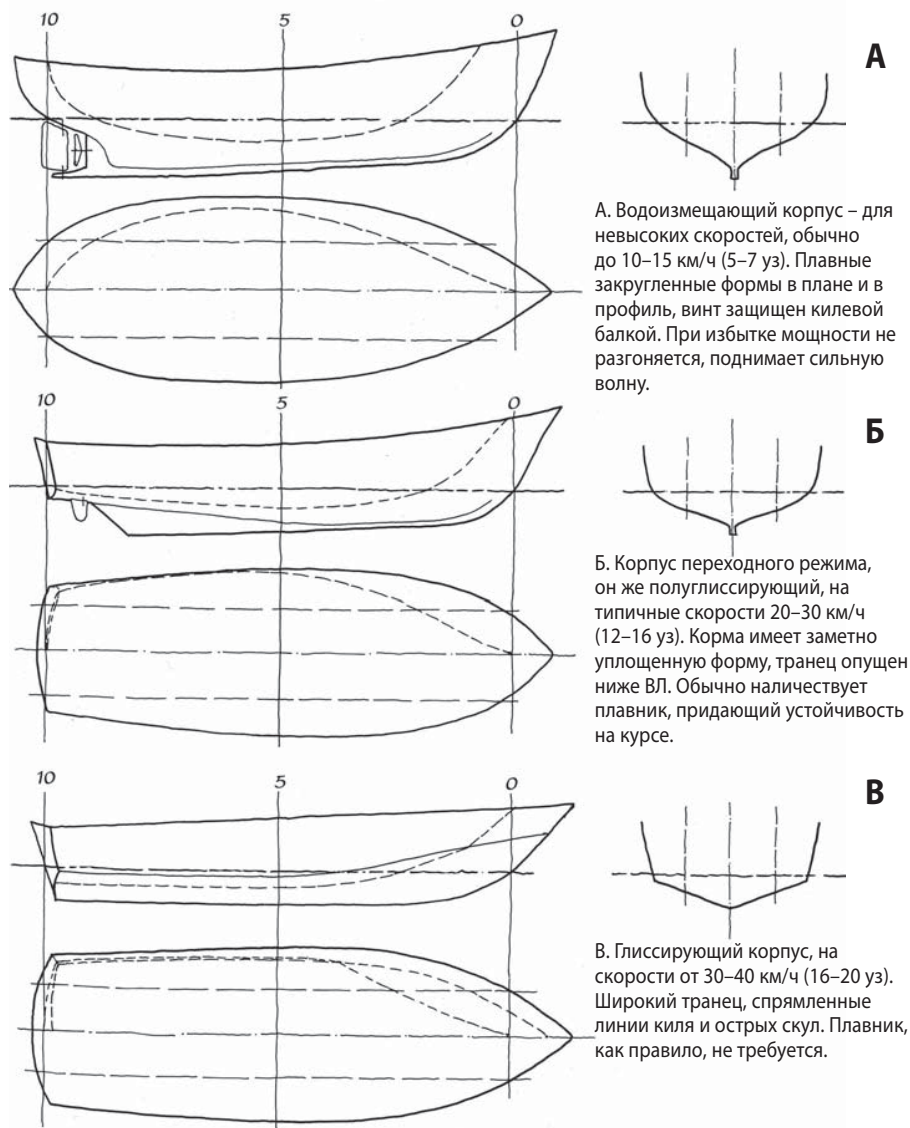 10 5 0
А
А. Водоизмещающий корпус – для
невысоких скоростей, обычно
до 10–15 км/ч (5–7 уз). Плавные
закругленные формы в плане и в
профиль, винт защищен килевой
балкой. При избытке мощности не
разгоняется, поднимает сильную
волну.
10 5 0
Б
Б. Корпус переходного режима,
он же полуглиссирующий, на
типичные скорости 20–30 км/ч
(12–16 уз). Корма имеет заметно
уплощенную форму, транец опущен
ниже ВЛ. Обычно наличествует
плавник, придающий устойчивость
на курсе.
10 5 0
В
В. Глиссирующий корпус, на
скорости от 30–40 км/ч (16–20 уз).
Широкий транец, спрямленные
линии киля и острых скул. Плавник,
как правило, не требуется.